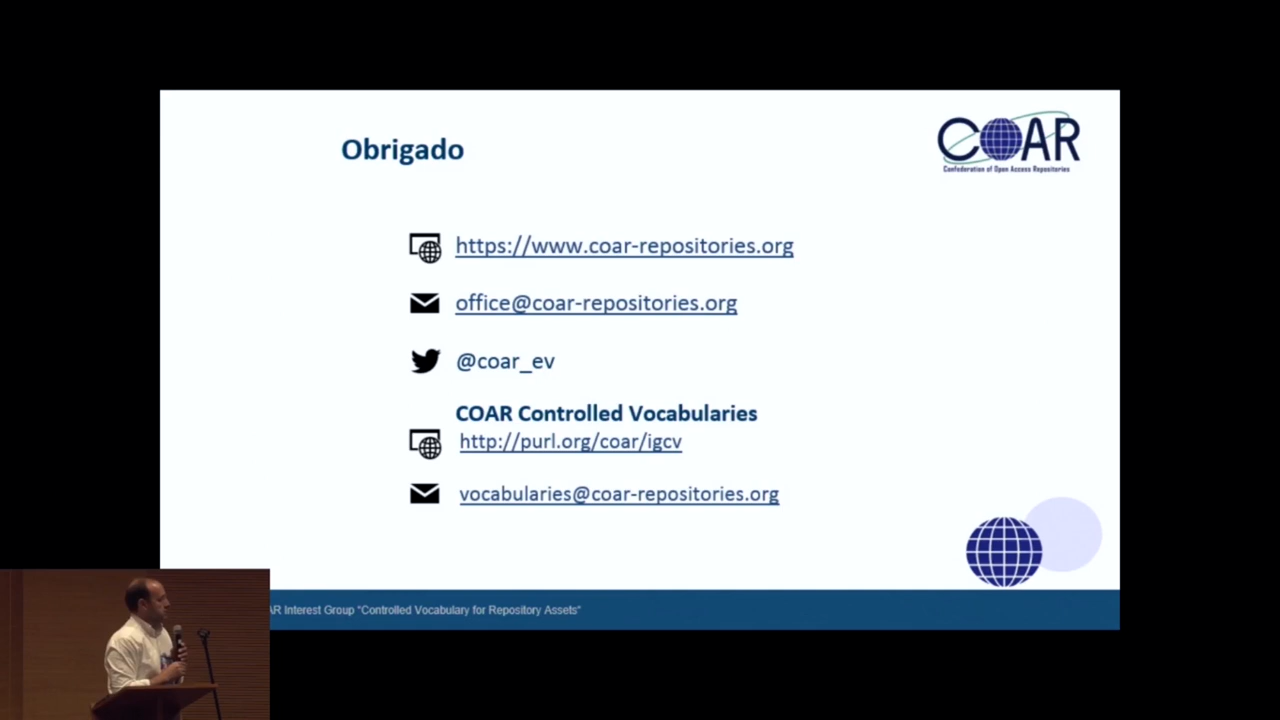 Obrigado
COAR
Confederation of Open Access Repositories
https://www.coar-repositories.org
office@coar-repositories.org
@coar_ev
COAR Controlled Vocabularies
http://purl.org/coar/igcv
vocabularies@coar-repositories.org
AR Interest Group "Controlled Vocabulary for Repository Assets"